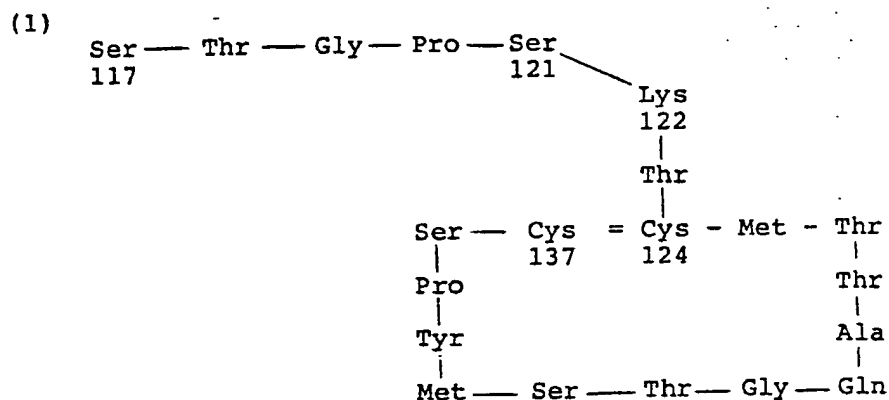 (1)
Ser — Thr — Gly — Pro — Ser
117 121
Lys
122
Thr
Ser — Cys = Cys - Met - Thr
137 124
Pro Thr
Tyr Ala
Met — Ser — Thr — Gly — Gln